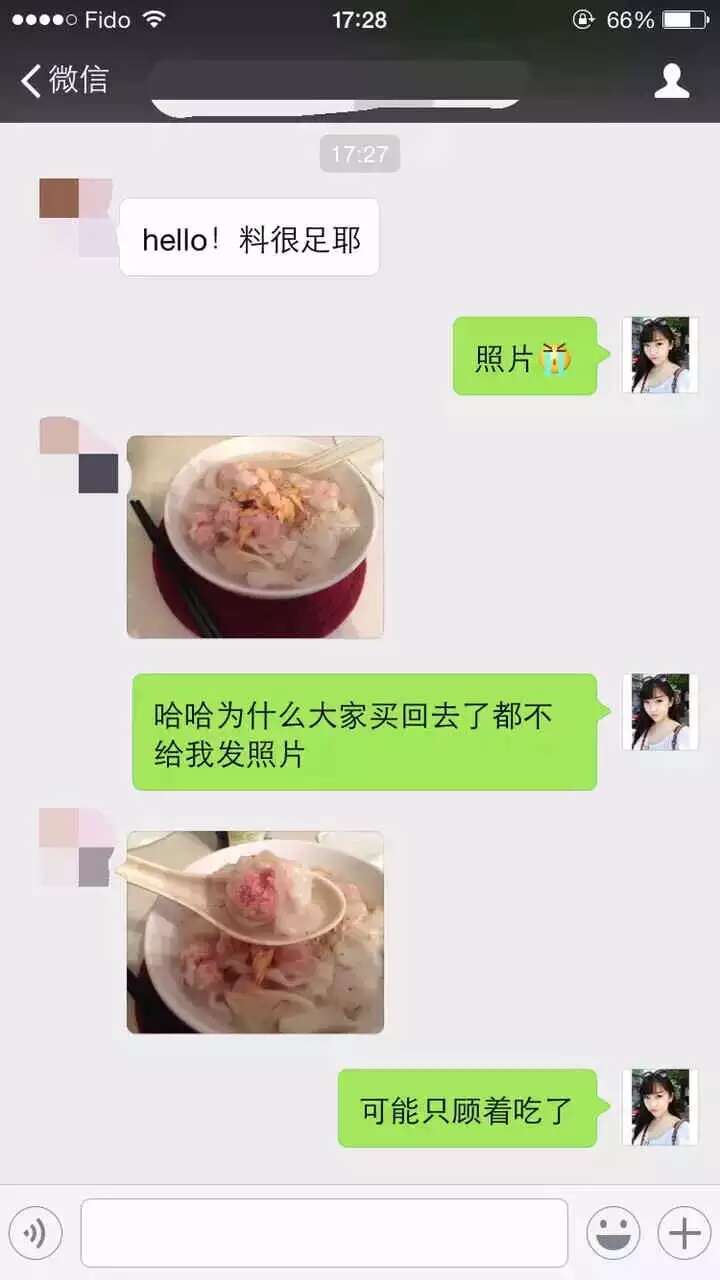 Fido 17:28 66%
微信
17:27
hello！料很足耶
照片😭
哈哈为什么大家买回去了都不
给我发照片
可能只顾着吃了